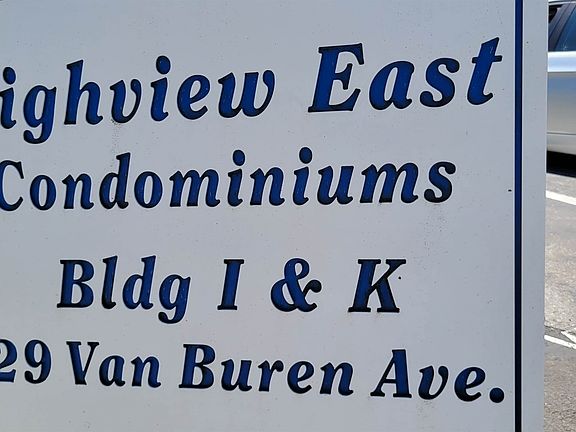 ighview East
Condominiums
Bldg I & K
29 Van Buren Ave.